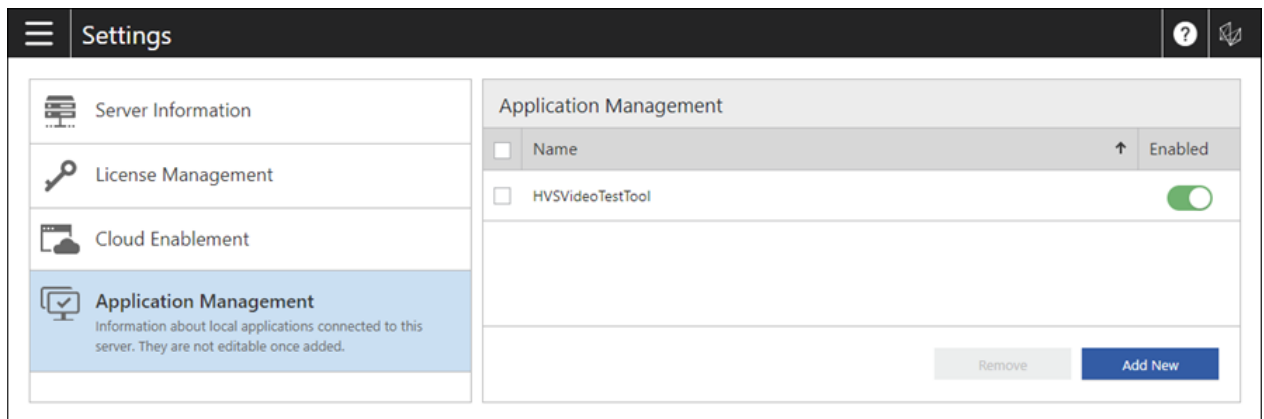 Settings
?
Server Information
License Management
Cloud Enablement
Application Management
Information about local applications connected to this
server. They are not editable once added.
Application Management
Name
Enabled
HVSVideoTestTool
Remove
Add New